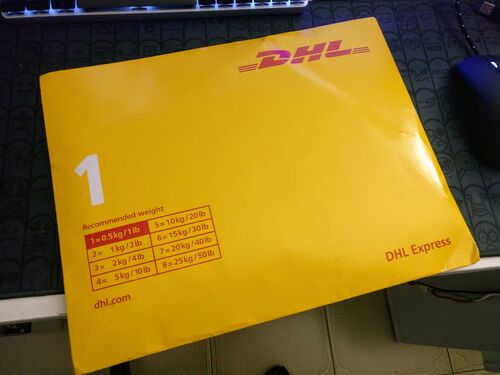 DHL
1
Recommended weight
1 = 0.5kg/1lb 5 = 10kg/20lb
2 = 1kg/2lb 6 = 15kg/30lb
3 = 2kg/4lb 7 = 20kg/40lb
4 = 5kg/10lb 8 = 25kg/50lb
dhl.com
DHL Express